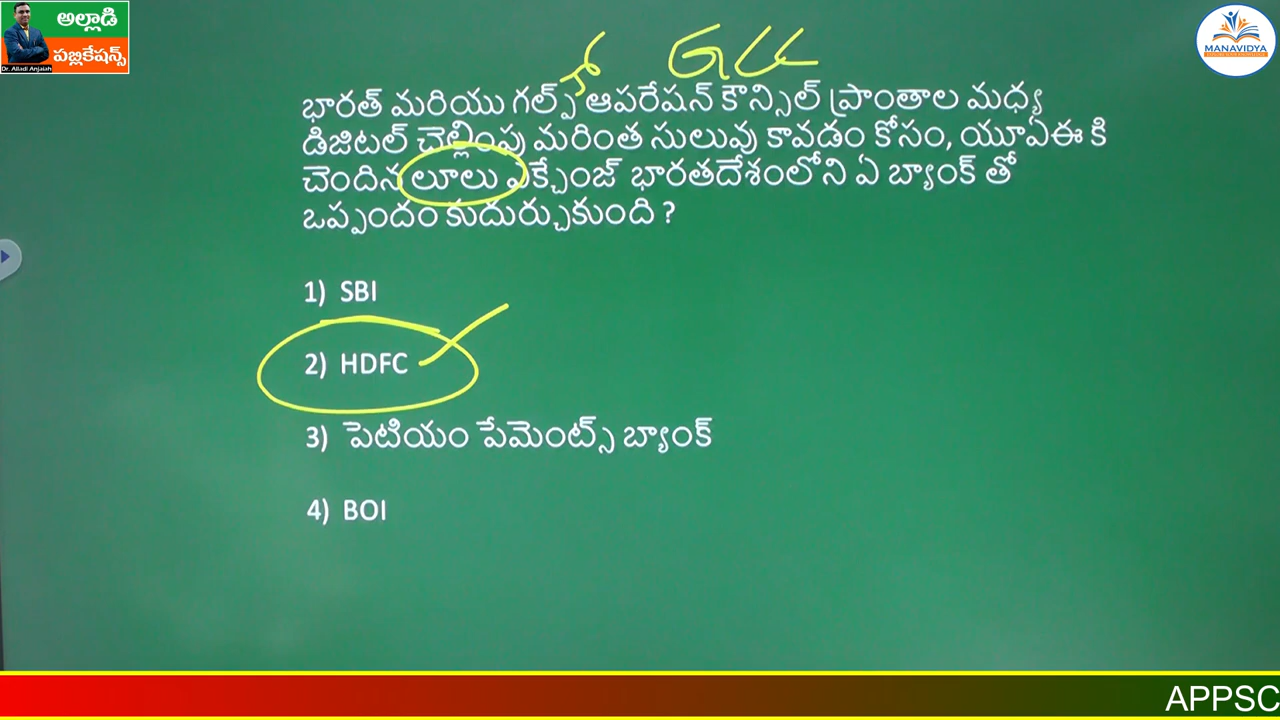 అల్లాడి
పబ్లికేషన్స్
Dr. Alladi Anjaiah
MANAVIDYA
కో GCC
భారత్ మరియు గల్ఫ్ ఆపరేషన్ కౌన్సిల్ ప్రాంతాల మధ్య
డిజిటల్ చెల్లింపు మరింత సులువు కావడం కోసం, యూఏఈ కి
చెందిన లూలు ఎక్చేంజ్ భారతదేశంలోని ఏ బ్యాంక్ తో
ఒప్పందం కుదుర్చుకుంది ?
1) SBI
2) HDFC
3) పెటియం పేమెంట్స్ బ్యాంక్
4) BOI
APPSC